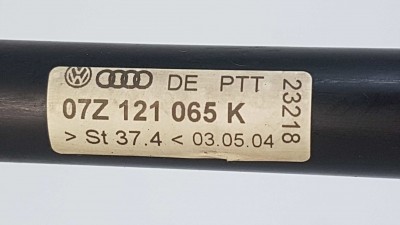 DE PTT
07Z 121 065 K
> St 37.4 < 03.05.04
23218